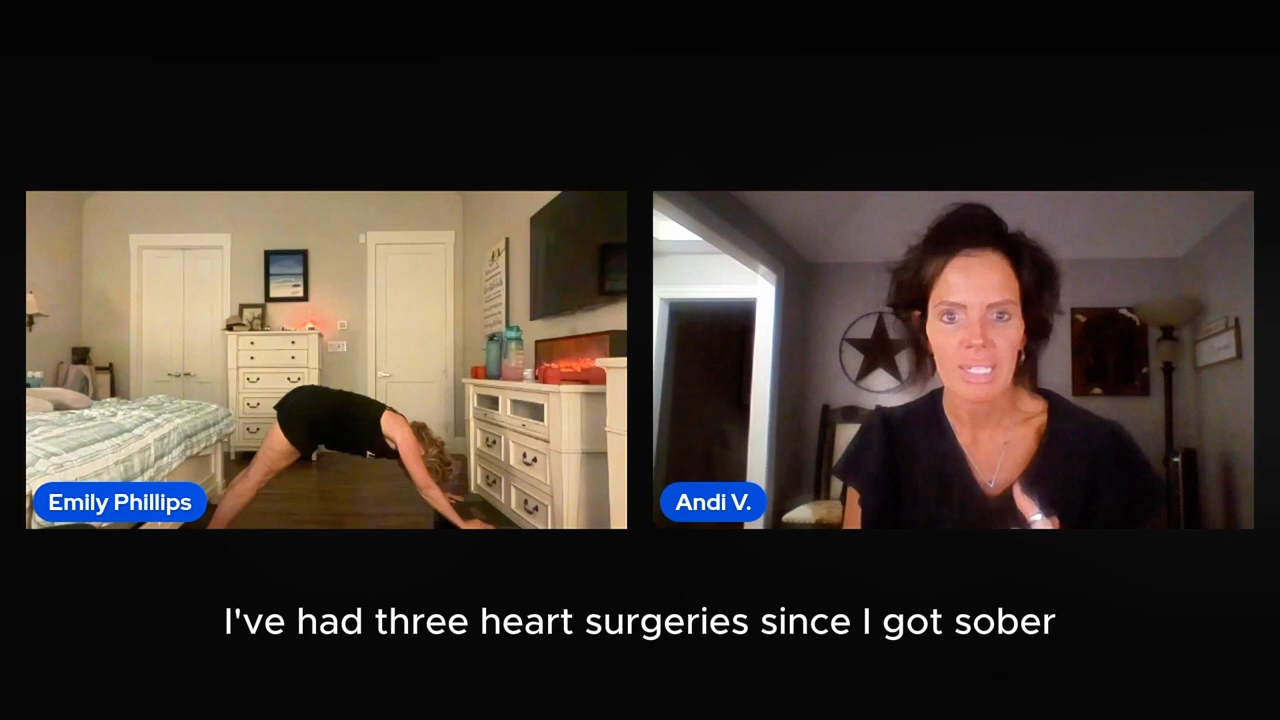 Emily Phillips
Andi V.
I've had three heart surgeries since I got sober